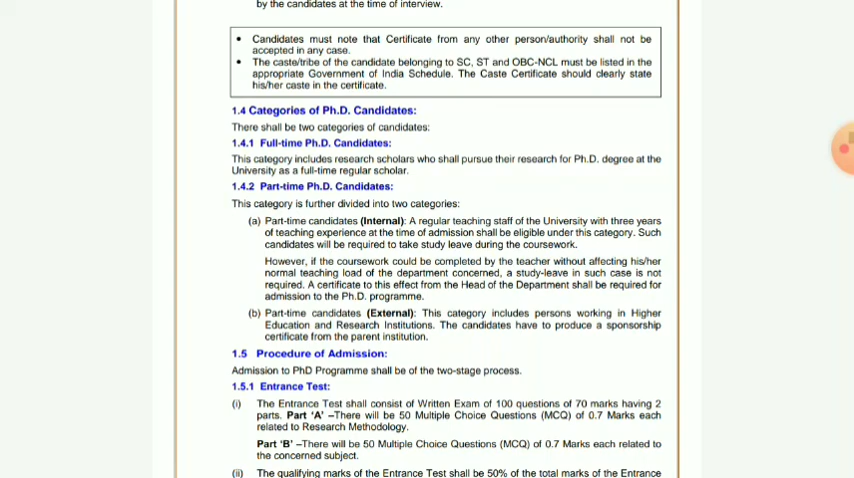 by the candidates at the time of interview.
• Candidates must note that Certificate from any other person/authority shall not be
accepted in any case.
• The caste/tribe of the candidate belonging to SC, ST and OBC-NCL must be listed in the
appropriate Government of India Schedule. The Caste Certificate should clearly state
his/her caste in the certificate.
1.4 Categories of Ph.D. Candidates:
There shall be two categories of candidates:
1.4.1 Full-time Ph.D. Candidates:
This category includes research scholars who shall pursue their research for Ph.D. degree at the
University as a full-time regular scholar.
1.4.2 Part-time Ph.D. Candidates:
This category is further divided into two categories:
(a) Part-time candidates (Internal): A regular teaching staff of the University with three years
of teaching experience at the time of admission shall be eligible under this category. Such
candidates will be required to take study leave during the coursework.
However, if the coursework could be completed by the teacher without affecting his/her
normal teaching load of the department concerned, a study-leave in such case is not
required. A certificate to this effect from the Head of the Department shall be required for
admission to the Ph.D. programme.
(b) Part-time candidates (External): This category includes persons working in Higher
Education and Research Institutions. The candidates have to produce a sponsorship
certificate from the parent institution.
1.5 Procedure of Admission:
Admission to PhD Programme shall be of the two-stage process.
1.5.1 Entrance Test:
(i) The Entrance Test shall consist of Written Exam of 100 questions of 70 marks having 2
parts. Part ‘A’ –There will be 50 Multiple Choice Questions (MCQ) of 0.7 Marks each
related to Research Methodology.
Part ‘B’ –There will be 50 Multiple Choice Questions (MCQ) of 0.7 Marks each related to
the concerned subject.
(ii) The qualifying marks of the Entrance Test shall be 50% of the total marks of the Entrance